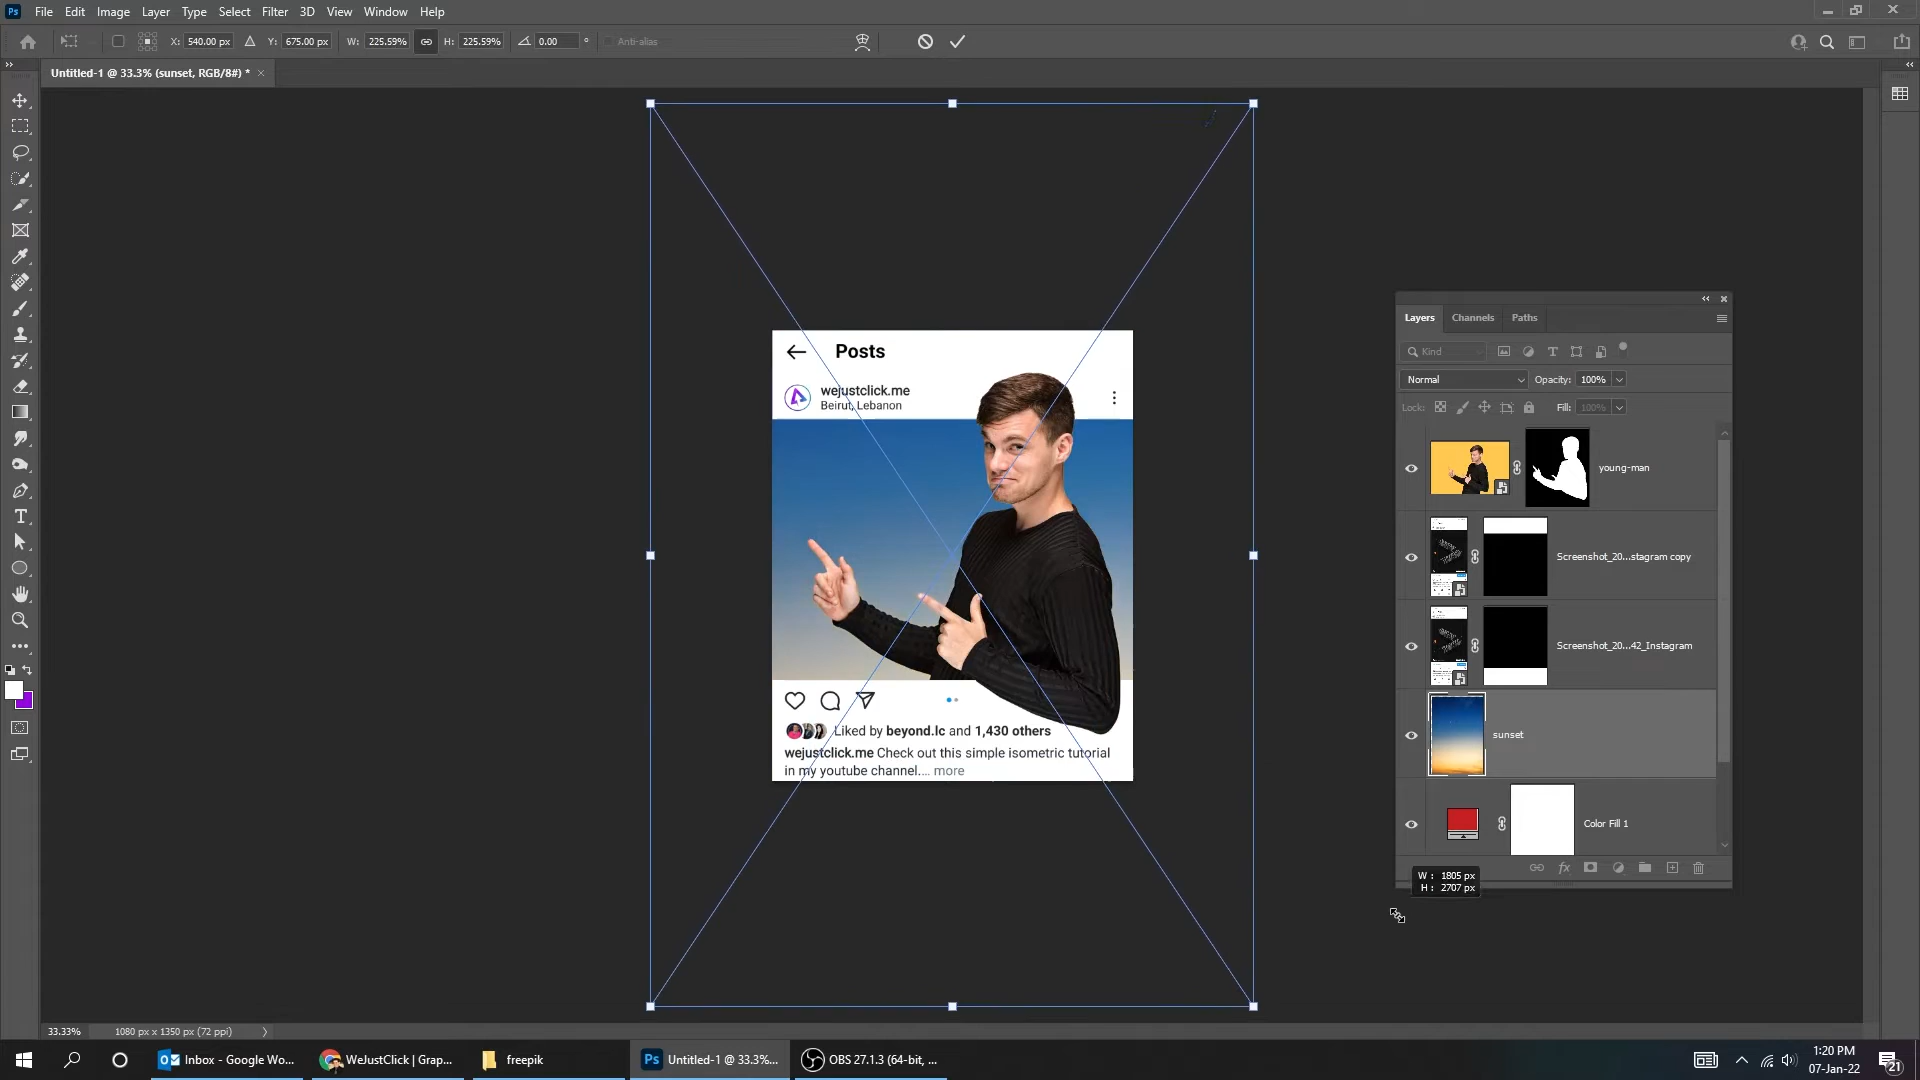 Ps File Edit Image Layer Type Select Filter 3D View Window Help
X: 540.00 px Y: 675.00 px W: 225.59% H: 225.59% 0.00 ° Anti-alias
Untitled-1 @ 33.3% (sunset, RGB/8#) * ×
Posts
wejustclick.me
Beirut, Lebanon
Liked by beyond.lc and 1,430 others
wejustclick.me Check out this simple isometric tutorial
in my youtube channel.... more
Layers Channels Paths
Kind
Normal Opacity: 100%
Lock: Fill: 100%
young-man
Screenshot_20...stagram copy
Screenshot_20...42_Instagram
sunset
Color Fill 1
fx
W : 1805 px
H : 2707 px
33.33% 1080 px x 1350 px (72 ppi)
Inbox - Google Wo... WeJustClick | Grap... freepik Ps Untitled-1 @ 33.3%... OBS 27.1.3 (64-bit, ...
1:20 PM
07-Jan-22
21